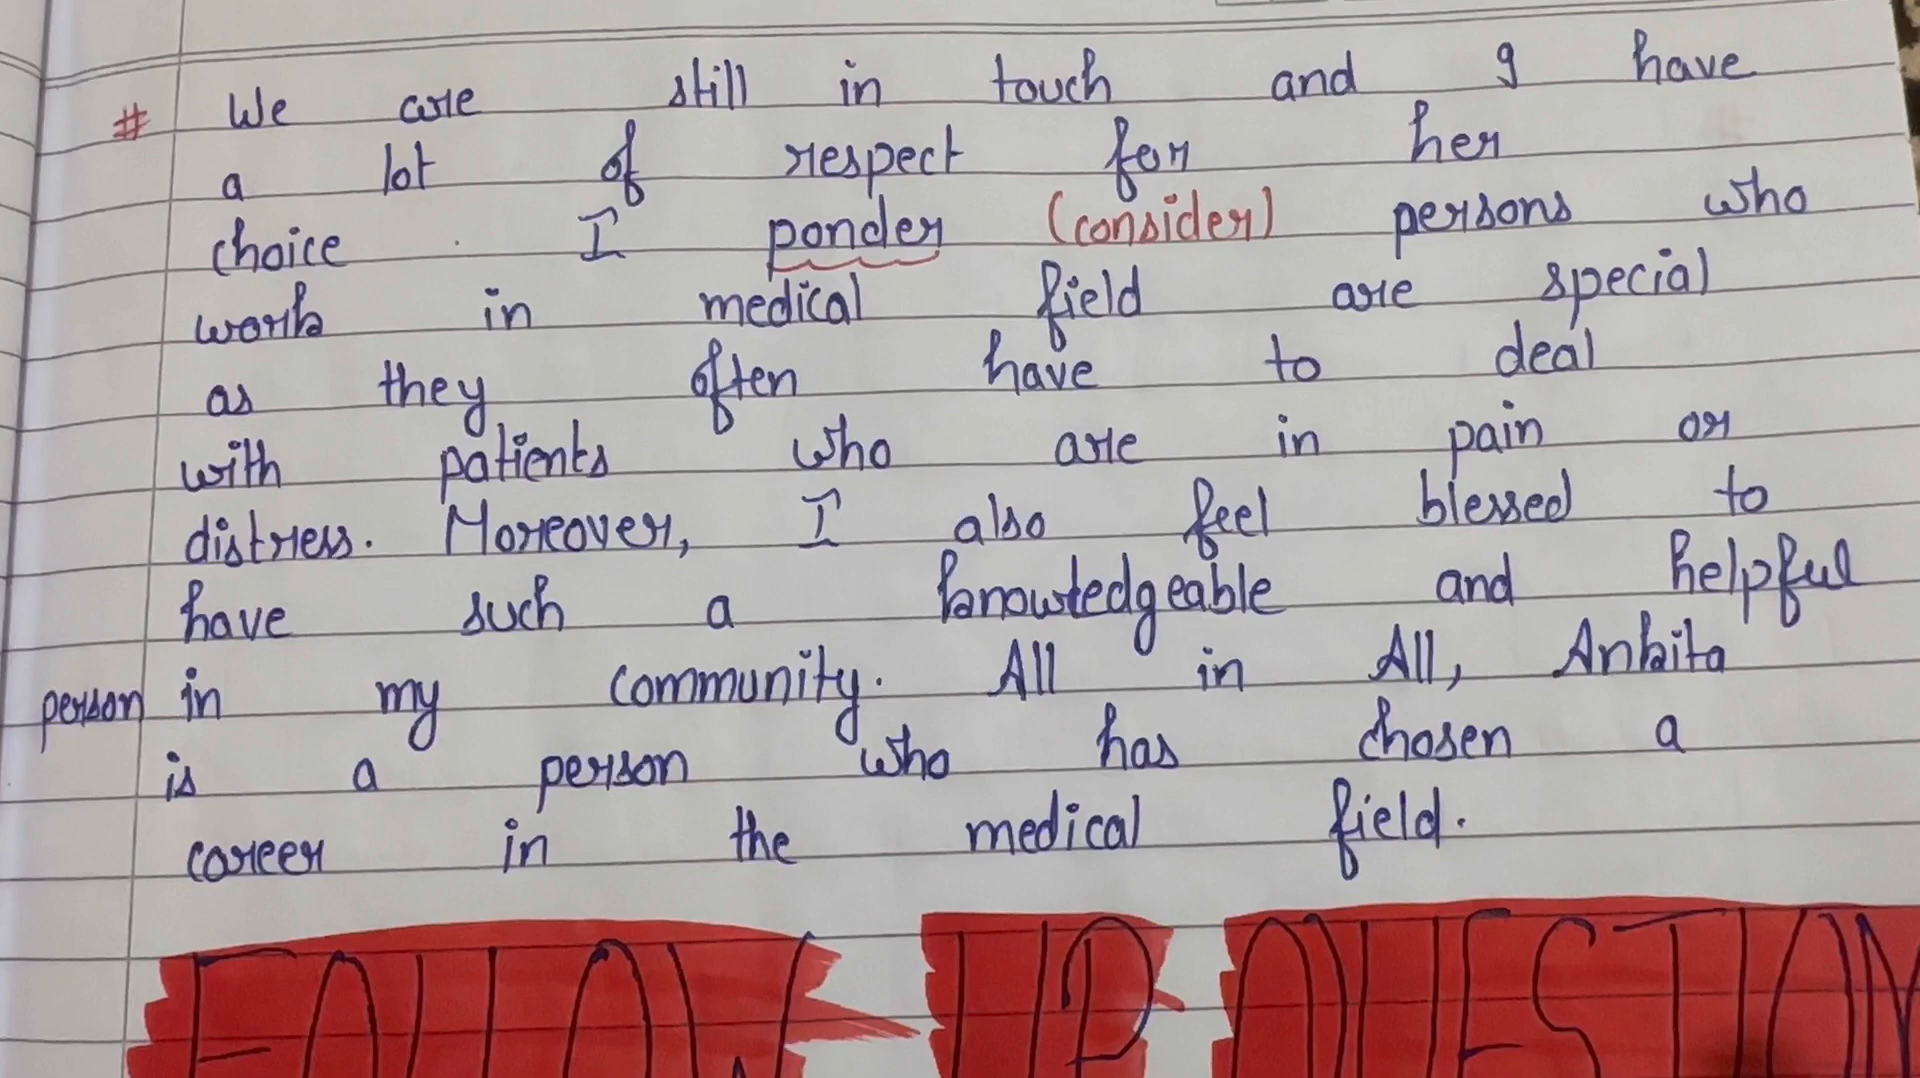 # We are still in touch and I have
a lot of respect for her
choice. I ponder (consider) persons who
work in medical field are special
as they often have to deal
with patients who are in pain or
distress. Moreover, I also feel blessed to
have such a knowledgeable and helpful
person in my community. All in All, Ankita
is a person who has chosen a
career in the medical field.
FOLLOW UP QUESTION